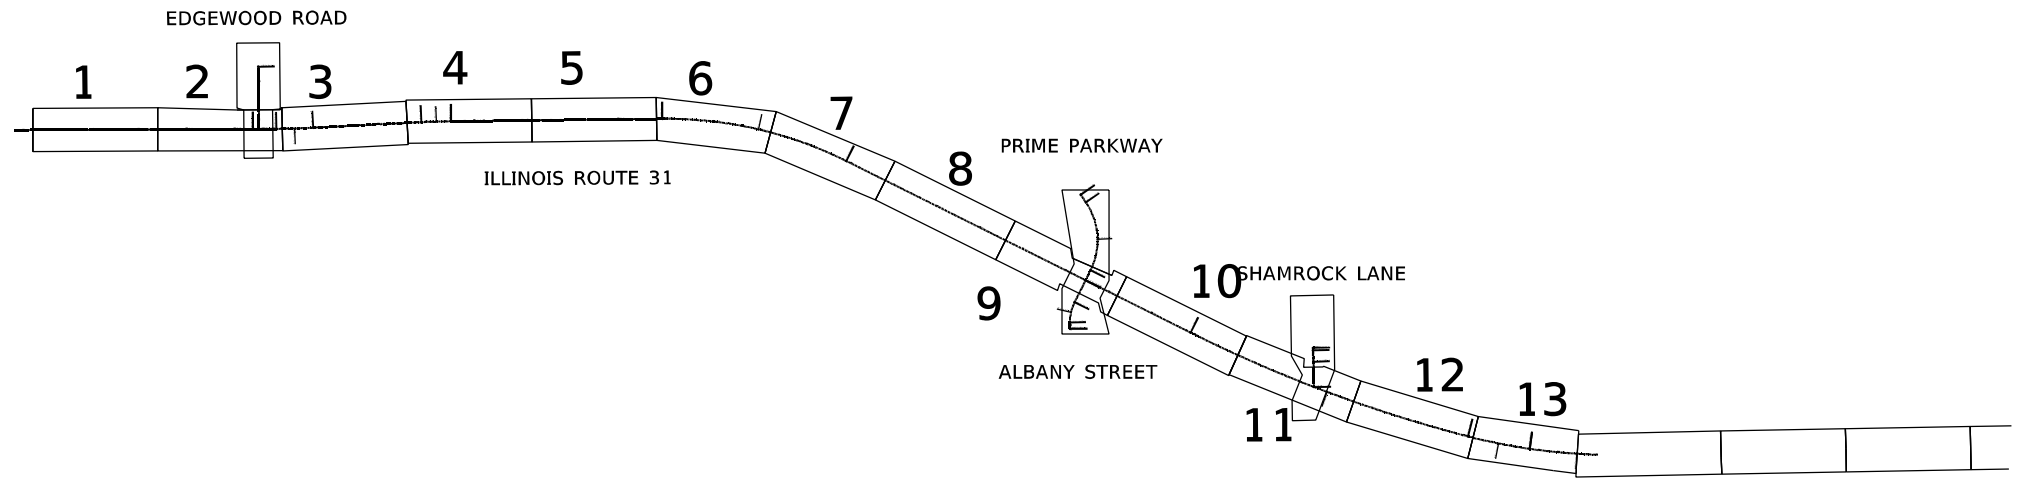 EDGEWOOD ROAD
1
2
3
4
5
6
7
8
9
10
11
12
13
ILLINOIS ROUTE 31
PRIME PARKWAY
SHAMROCK LANE
ALBANY STREET